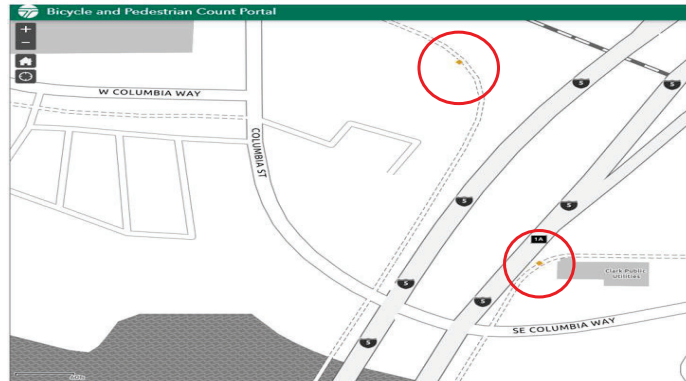 Bicycle and Pedestrian Count Portal
+
−
W COLUMBIA WAY
COLUMBIA ST
5
5
5
5
1A
Clark Public
Utilities
5
5
SE COLUMBIA WAY
5